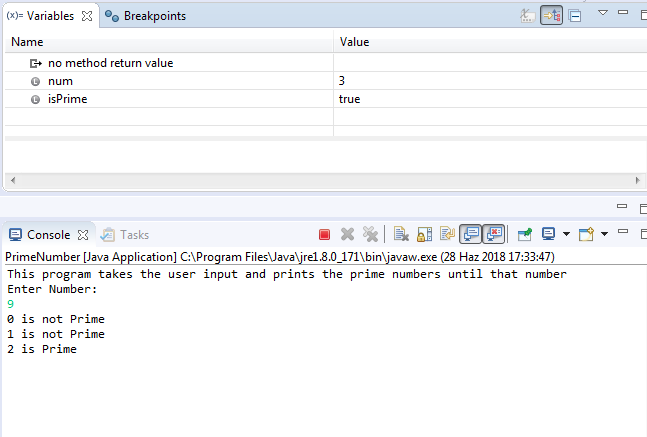 (x)= Variables Breakpoints
Name Value
no method return value
num 3
isPrime true
Console Tasks
PrimeNumber [Java Application] C:\Program Files\Java\jre1.8.0_171\bin\javaw.exe (28 Haz 2018 17:33:47)
This program takes the user input and prints the prime numbers until that number
Enter Number:
9
0 is not Prime
1 is not Prime
2 is Prime